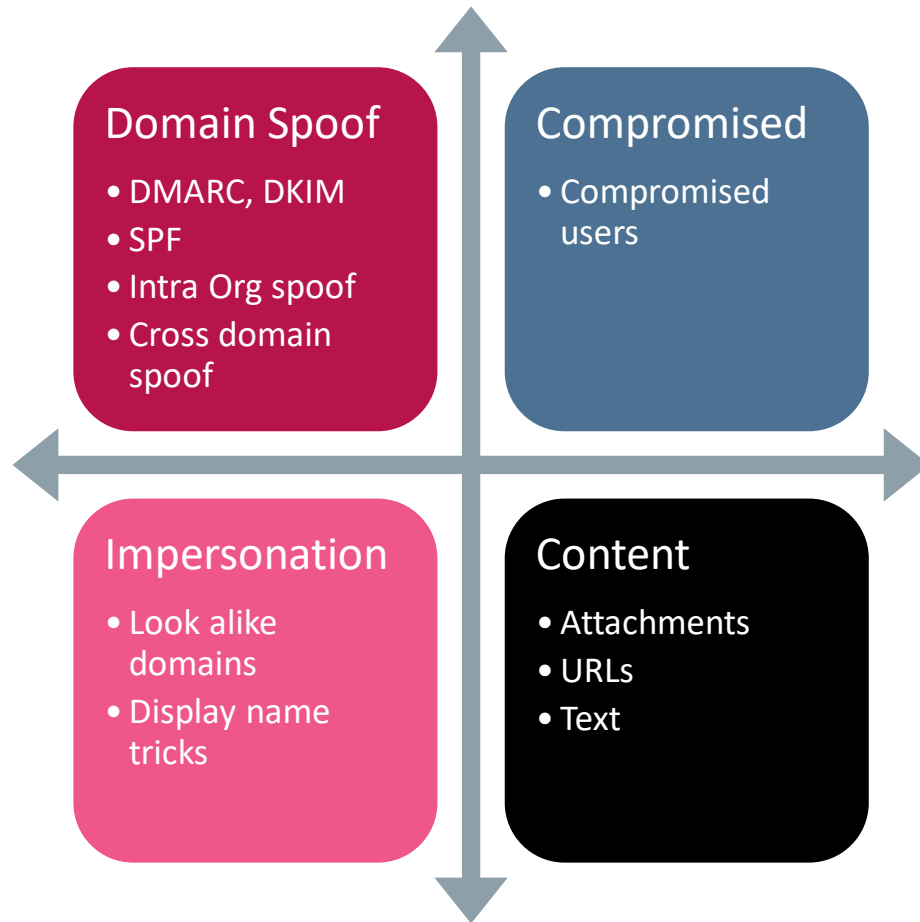 Domain Spoof
• DMARC, DKIM
• SPF
• Intra Org spoof
• Cross domain
spoof
Compromised
• Compromised
users
Impersonation
• Look alike
domains
• Display name
tricks
Content
• Attachments
• URLs
• Text